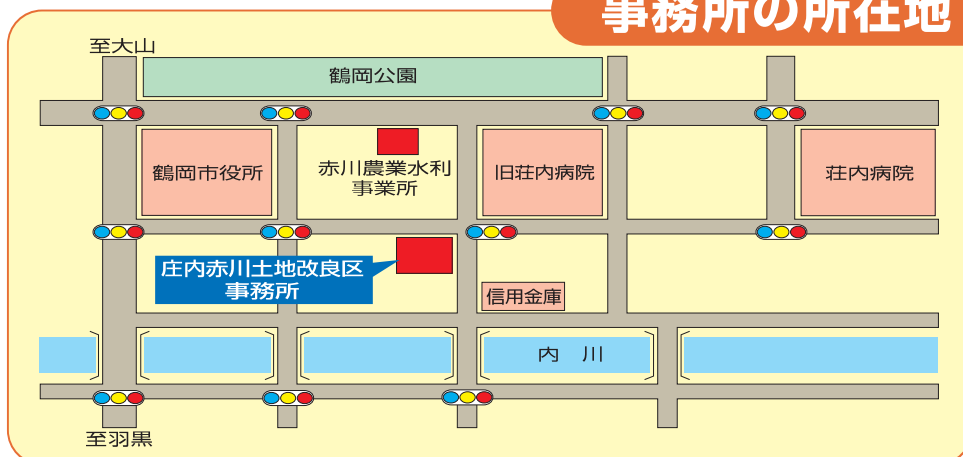 事務所の所在地
至大山
鶴岡公園
鶴岡市役所
赤川農業水利
事業所
旧荘内病院
荘内病院
庄内赤川土地改良区
事務所
信用金庫
内　川
至羽黒